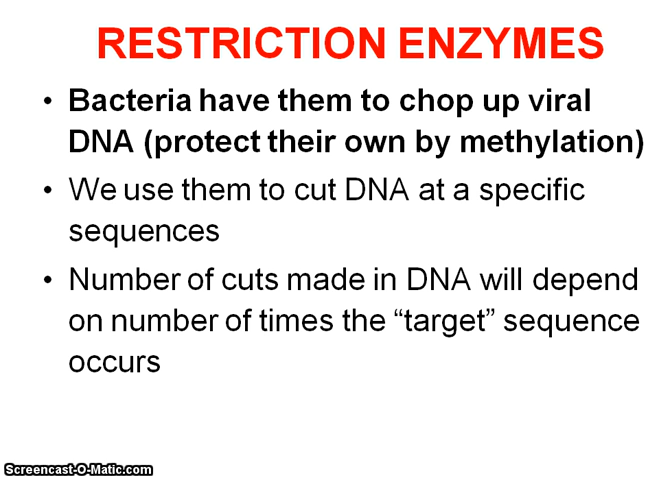 RESTRICTION ENZYMES
• Bacteria have them to chop up viral
DNA (protect their own by methylation)
• We use them to cut DNA at a specific
sequences
• Number of cuts made in DNA will depend
on number of times the “target” sequence
occurs
Screencast-O-Matic.com